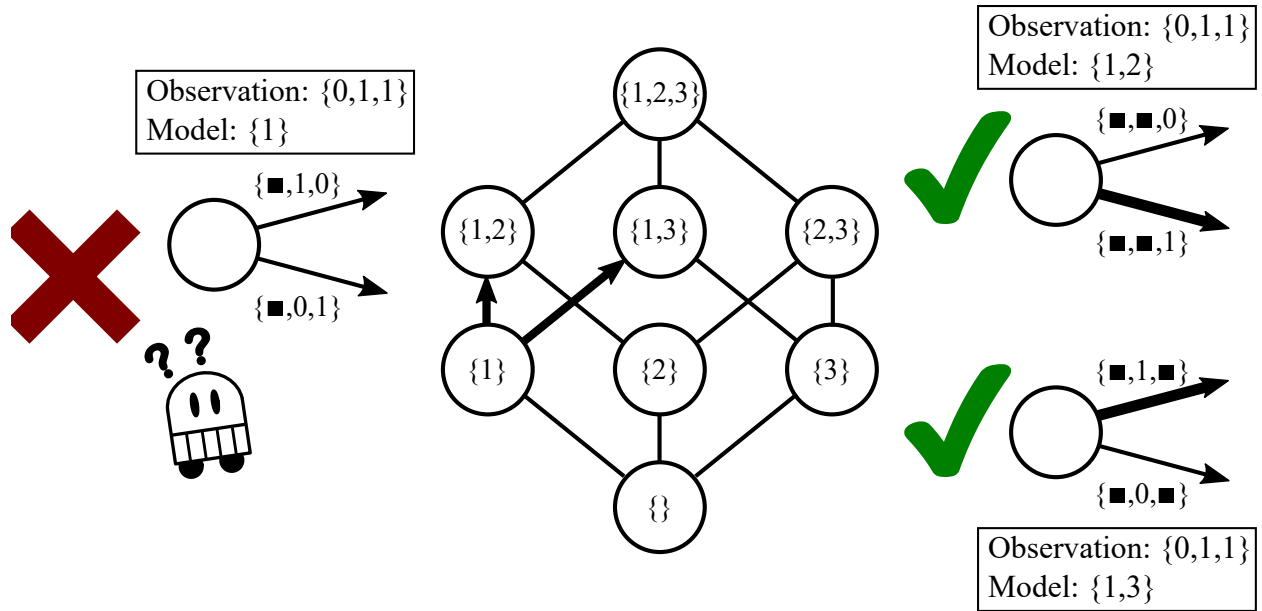 Observation: {0,1,1}
Model: {1}
{■,1,0}
{■,0,1}
? ?
{1,2,3}
{1,2}
{1,3}
{2,3}
{1}
{2}
{3}
{}
Observation: {0,1,1}
Model: {1,2}
{■,■,0}
{■,■,1}
{■,1,■}
{■,0,■}
Observation: {0,1,1}
Model: {1,3}